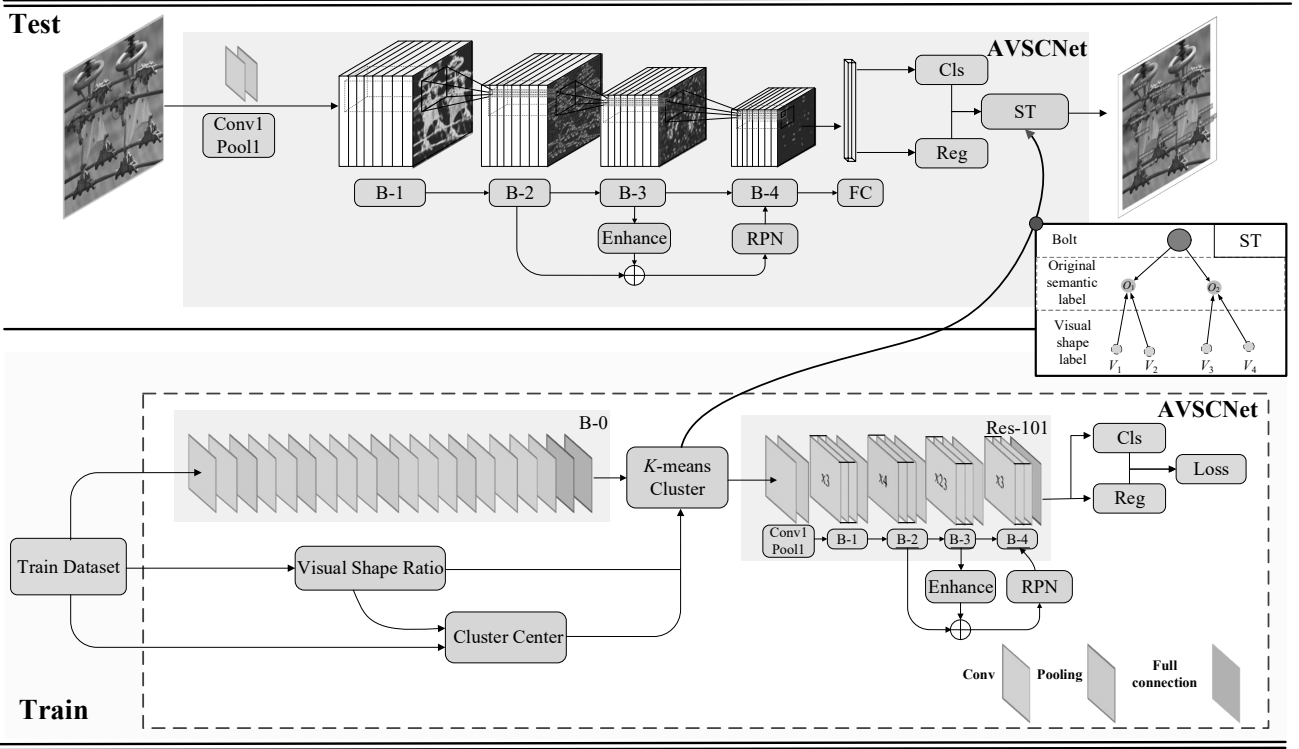 Test
AVSCNet
Conv1
Pool1
Cls
Reg
ST
B-1
B-2
B-3
B-4
FC
Enhance
RPN
Bolt
ST
Original
semantic
label
O1
O2
Visual
shape
label
V1
V2
V3
V4
AVSCNet
B-0
K-means
Cluster
Res-101
x3
x4
x23
x3
Conv1
Pool1
B-1
B-2
B-3
B-4
Enhance
RPN
Cls
Reg
Loss
Train Dataset
Visual Shape Ratio
Cluster Center
Conv
Pooling
Full
connection
Train